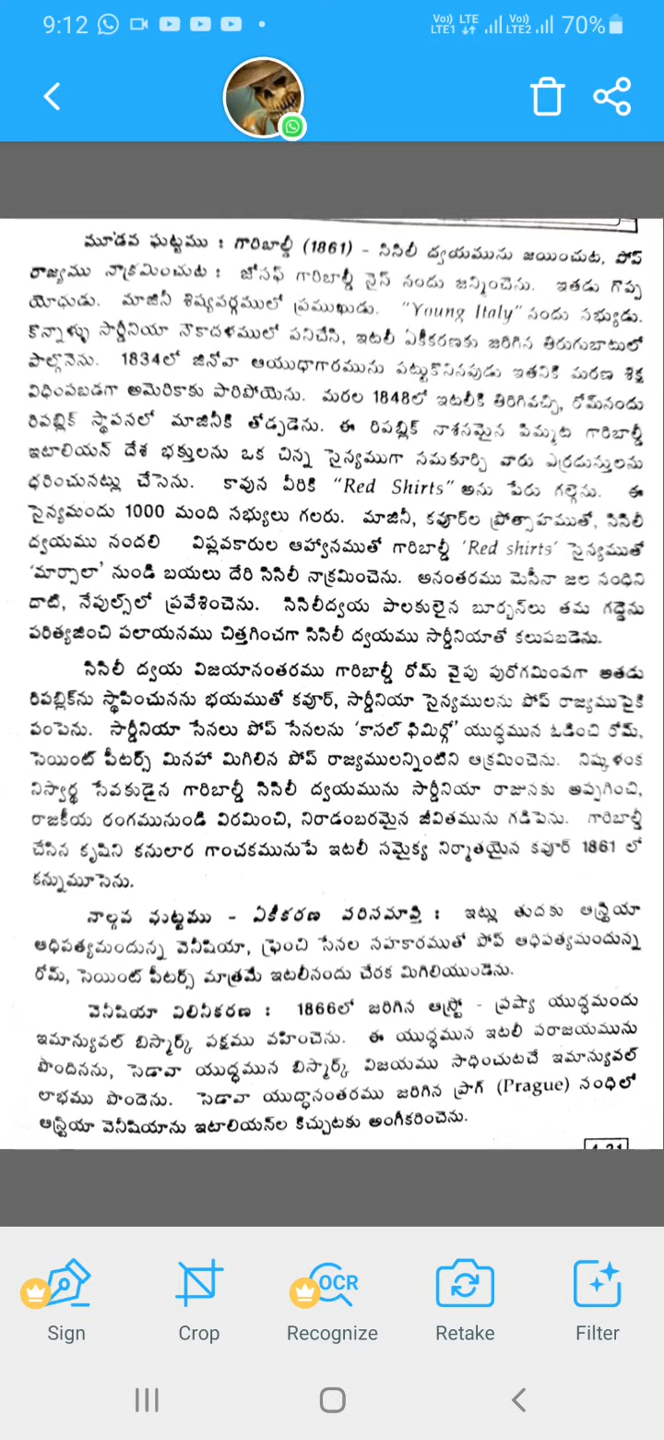 9:12
Vo)) LTE LTE1 Vo)) LTE2 70%
మూడవ ఘట్టము : గారిబాల్డీ (1861) - సిసిలీ ద్వయమును జయించుట, పోప్
రాజ్యము నాక్రమించుట : జోసఫ్ గారిబాల్డీ నైస్ నందు జన్మించెను. ఇతడు గొప్ప
యోధుడు. మాజినీ శిష్యవర్గములో ప్రముఖుడు. "Young Italy" నందు సభ్యుడు.
కొన్నాళ్ళు సార్డీనియా నౌకాదళములో పనిచేసి, ఇటలీ ఏకీకరణకు జరిగిన తిరుగుబాటులో
పాల్గొనెను. 1834లో జినోవా ఆయుధాగారమును పట్టుకొనినపుడు ఇతనికి మరణ శిక్ష
విధింపబడగా అమెరికాకు పారిపోయెను. మరల 1848లో ఇటలీకి తిరిగివచ్చి, రోమ్‌నందు
రిపబ్లిక్ స్థాపనలో మాజినీకి తోడ్పడెను. ఈ రిపబ్లిక్ నాశనమైన పిమ్మట గారిబాల్డీ
ఇటాలియన్ దేశ భక్తులను ఒక చిన్న సైన్యముగా సమకూర్చి వారు ఎర్రదుస్తులను
ధరించునట్లు చేసెను. కావున వీరికి "Red Shirts" అను పేరు గల్గెను. ఈ
సైన్యమందు 1000 మంది సభ్యులు గలరు. మాజినీ, కవూర్‌ల ప్రోత్సాహముతో, సిసిలీ
ద్వయము నందలి విప్లవకారుల ఆహ్వానముతో గారిబాల్డీ 'Red shirts' సైన్యముతో
'మార్సాలా' నుండి బయలు దేరి సిసిలీ నాక్రమించెను. అనంతరము మెసీనా జల సంధిని
దాటి, నేపుల్స్‌లో ప్రవేశించెను. సిసిలీద్వయ పాలకులైన బూర్బన్‌లు తమ గద్దెను
పరిత్యజించి పలాయనము చిత్తగించగా సిసిలీ ద్వయము సార్డీనియాతో కలుపబడెను.
సిసిలీ ద్వయ విజయానంతరము గారిబాల్డీ రోమ్ వైపు పురోగమింపగా అతడు
రిపబ్లిక్‌ను స్థాపించునను భయముతో కవూర్, సార్డీనియా సైన్యములను పోప్ రాజ్యముపైకి
పంపెను. సార్డీనియా సేనలు పోప్ సేనలను 'కానల్ ఫిమిర్గో' యుద్ధమున ఓడించి రోమ్,
సెయింట్ పీటర్స్ మినహా మిగిలిన పోప్ రాజ్యములన్నింటిని ఆక్రమించెను. నిష్కళంక
నిస్వార్థ సేవకుడైన గారిబాల్డీ సిసిలీ ద్వయమును సార్డీనియా రాజునకు అప్పగించి,
రాజకీయ రంగమునుండి విరమించి, నిరాడంబరమైన జీవితమును గడిపెను. గారిబాల్డీ
చేసిన కృషిని కనులార గాంచకమునుపే ఇటలీ సమైక్య నిర్మాతయైన కవూర్ 1861 లో
కన్నుమూసెను.
నాల్గవ ఘట్టము - ఏకీకరణ పరిసమాప్తి : ఇట్లు తుదకు ఆస్ట్రియా
ఆధిపత్యమందున్న వెనీషియా, ఫ్రెంచి సేనల సహకారముతో పోప్ ఆధిపత్యమందున్న
రోమ్, సెయింట్ పీటర్స్ మాత్రమే ఇటలీనందు చేరక మిగిలియుండెను.
వెనీషియా విలినీకరణ : 1866లో జరిగిన ఆస్ట్రో - ప్రష్యా యుద్ధమందు
ఇమాన్యువల్ బిస్మార్క్ పక్షము వహించెను. ఈ యుద్ధమున ఇటలీ పరాజయమును
పొందినను, సెడావా యుద్ధమున బిస్మార్క్ విజయము సాధించుటచే ఇమాన్యువల్
లాభము పొందెను. సెడావా యుద్ధానంతరము జరిగిన ప్రాగ్ (Prague) సంధిలో
ఆస్ట్రియా వెనీషియాను ఇటాలియన్‌ల కిచ్చుటకు అంగీకరించెను.
Sign Crop OCR Recognize Retake Filter